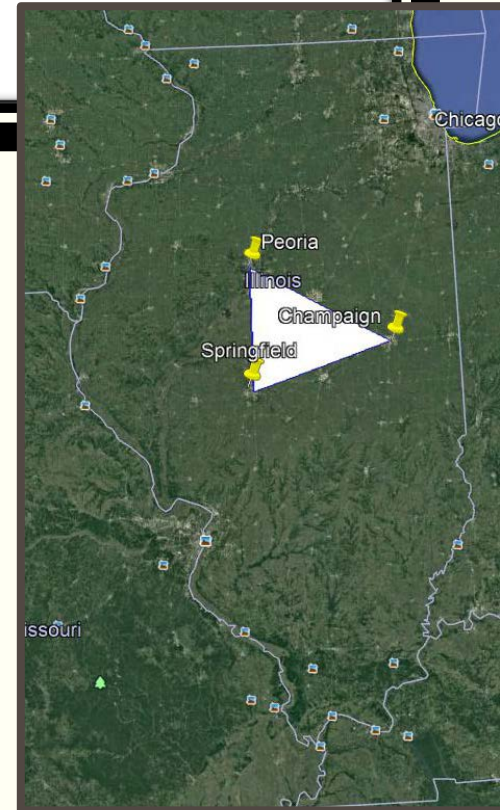 Chicago
Peoria
Illinois
Champaign
Springfield
issouri